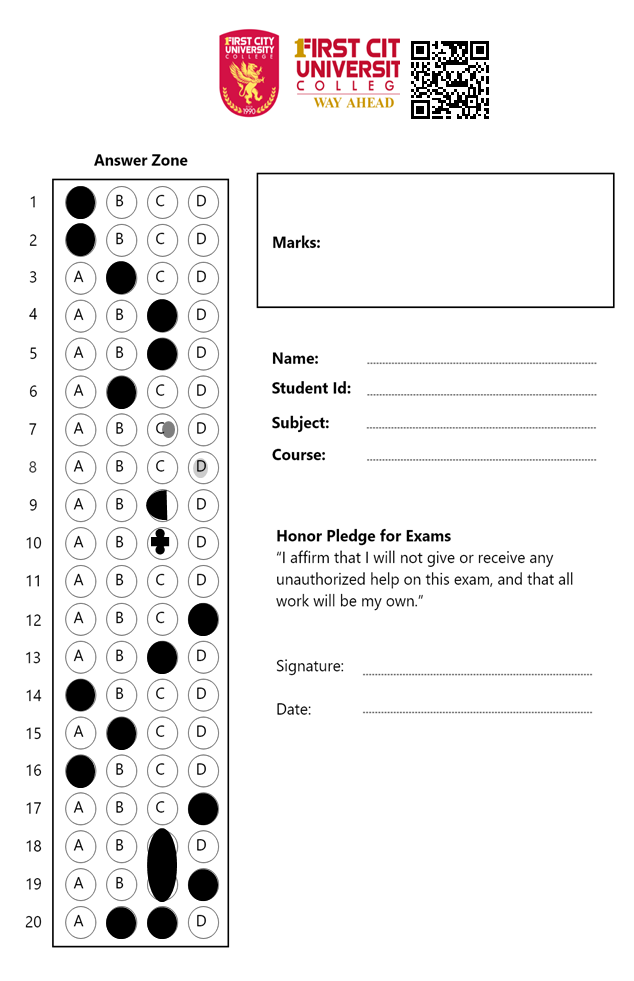 1FIRST CITY
UNIVERSITY
COLLEGE
1990
1FIRST CIT
UNIVERSIT
COLLEG
WAY AHEAD
Answer Zone
1 B C D
2 B C D
3 A C D
4 A B D
5 A B D
6 A C D
7 A B C D
8 A B C D
9 A B D
10 A B D
11 A B C D
12 A B C
13 A B D
14 B C D
15 A C D
16 B C D
17 A B C
18 A B D
19 A B
20 A D
Marks:
Name:
Student Id:
Subject:
Course:
Honor Pledge for Exams
“I affirm that I will not give or receive any
unauthorized help on this exam, and that all
work will be my own.”
Signature:
Date: